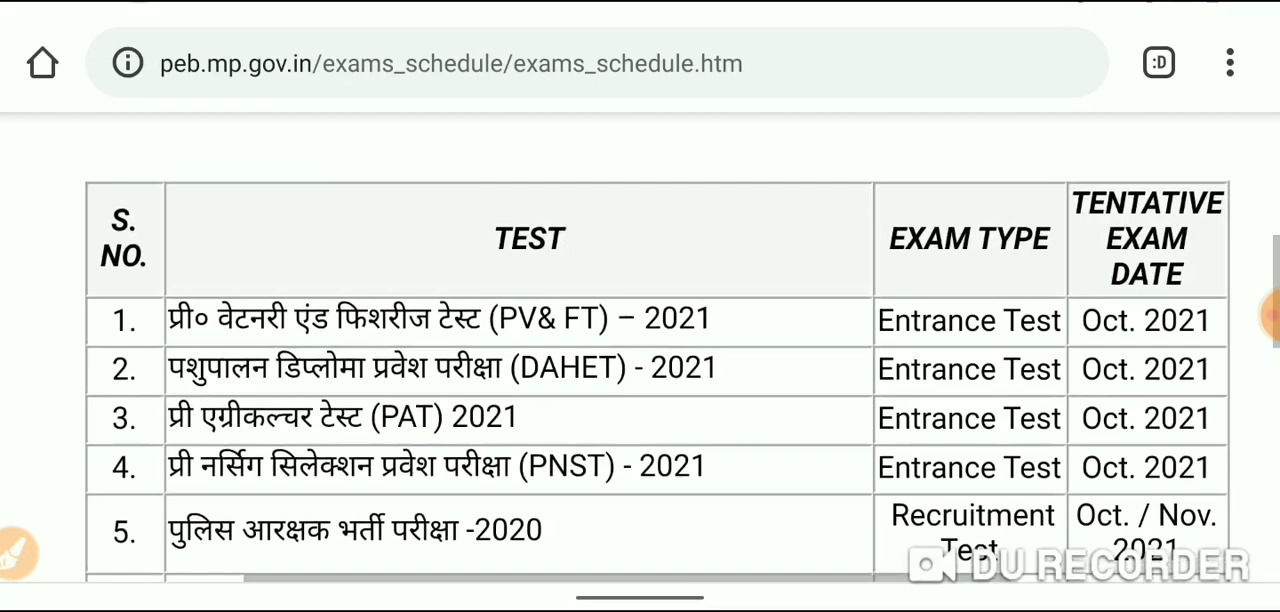 peb.mp.gov.in/exams_schedule/exams_schedule.htm
:D
S. NO. TEST EXAM TYPE TENTATIVE EXAM DATE
1. प्री० वेटनरी एंड फिशरीज टेस्ट (PV& FT) – 2021 Entrance Test Oct. 2021
2. पशुपालन डिप्लोमा प्रवेश परीक्षा (DAHET) - 2021 Entrance Test Oct. 2021
3. प्री एग्रीकल्चर टेस्ट (PAT) 2021 Entrance Test Oct. 2021
4. प्री नर्सिग सिलेक्शन प्रवेश परीक्षा (PNST) - 2021 Entrance Test Oct. 2021
5. पुलिस आरक्षक भर्ती परीक्षा -2020 Recruitment Test Oct. / Nov. 2021
DU RECORDER